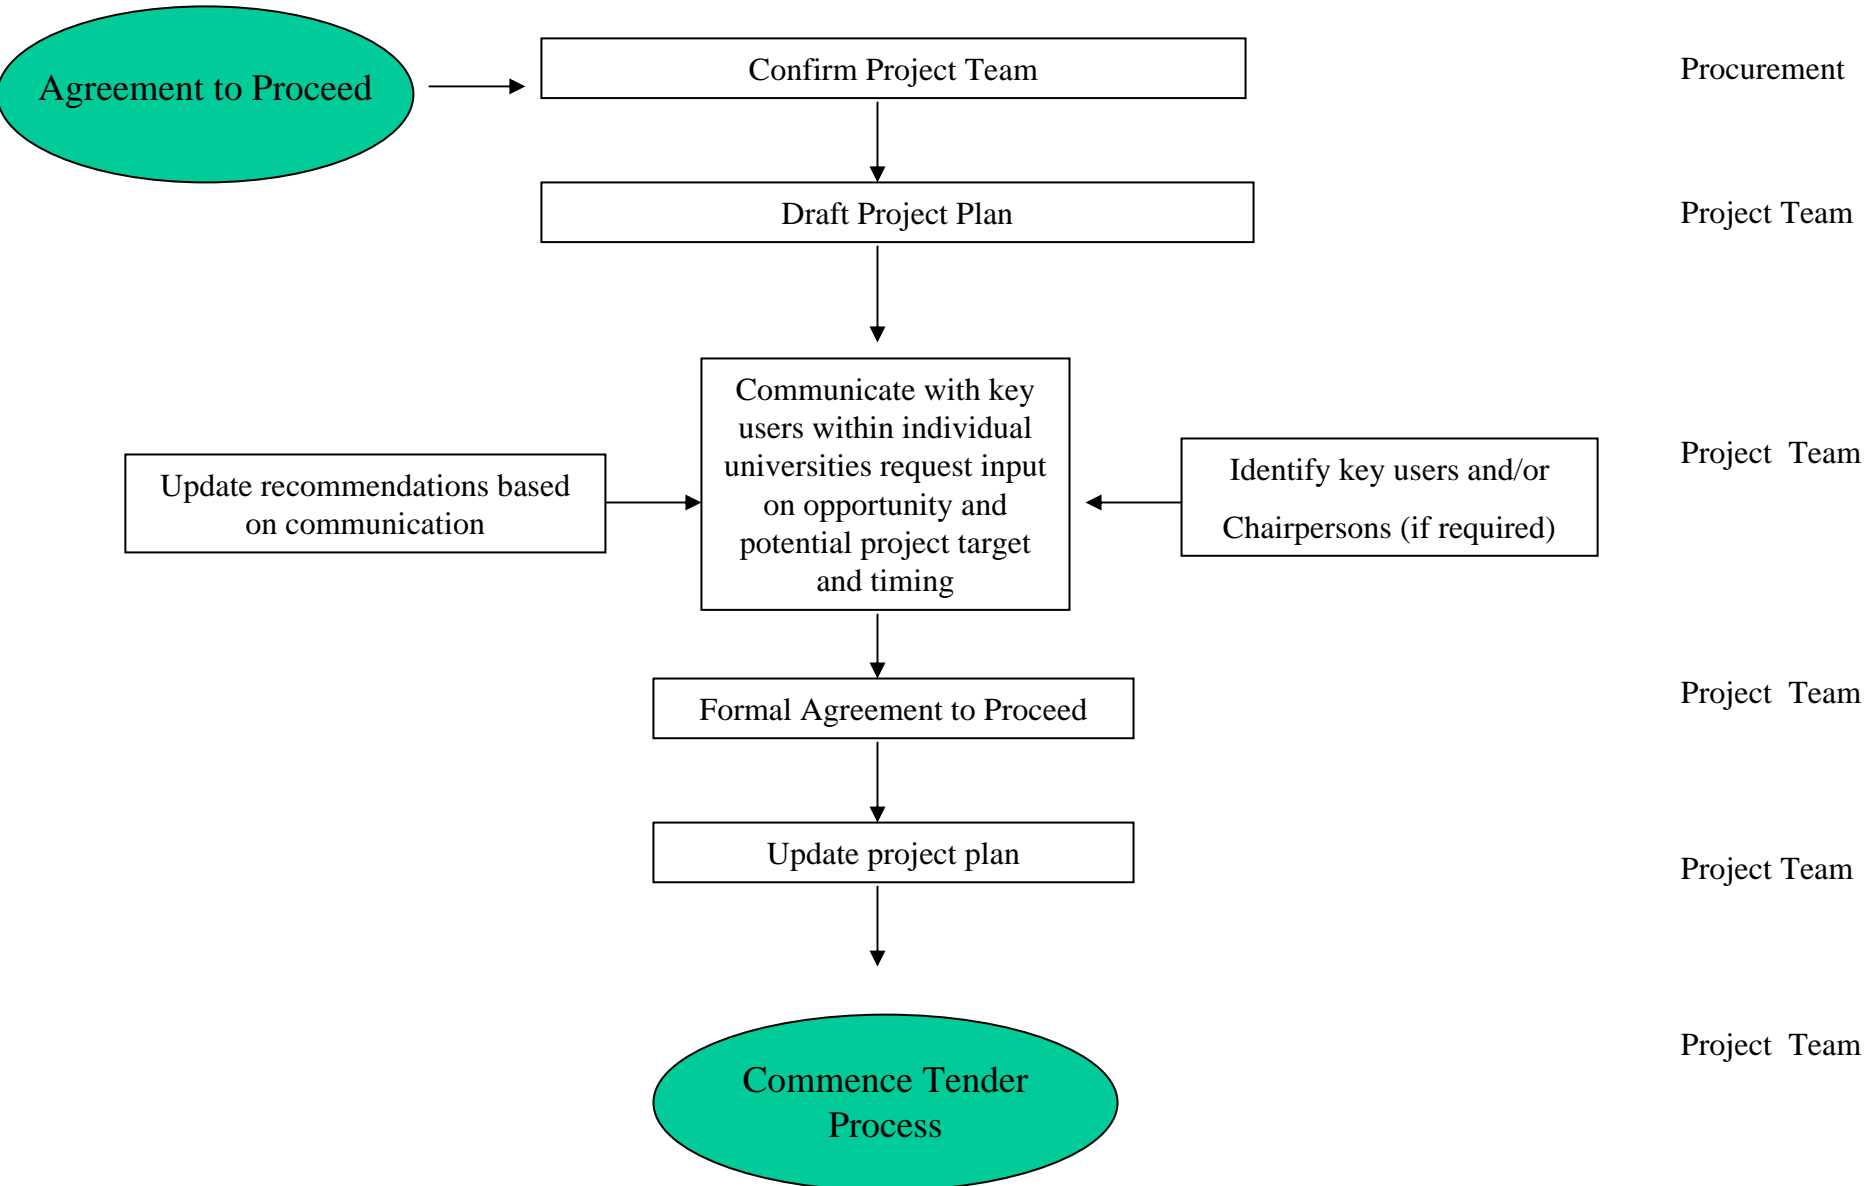 Agreement to Proceed
Confirm Project Team
Procurement
Draft Project Plan
Project Team
Communicate with key
users within individual
universities request input
on opportunity and
potential project target
and timing
Update recommendations based
on communication
Identify key users and/or
Chairpersons (if required)
Project Team
Formal Agreement to Proceed
Project Team
Update project plan
Project Team
Commence Tender
Process
Project Team